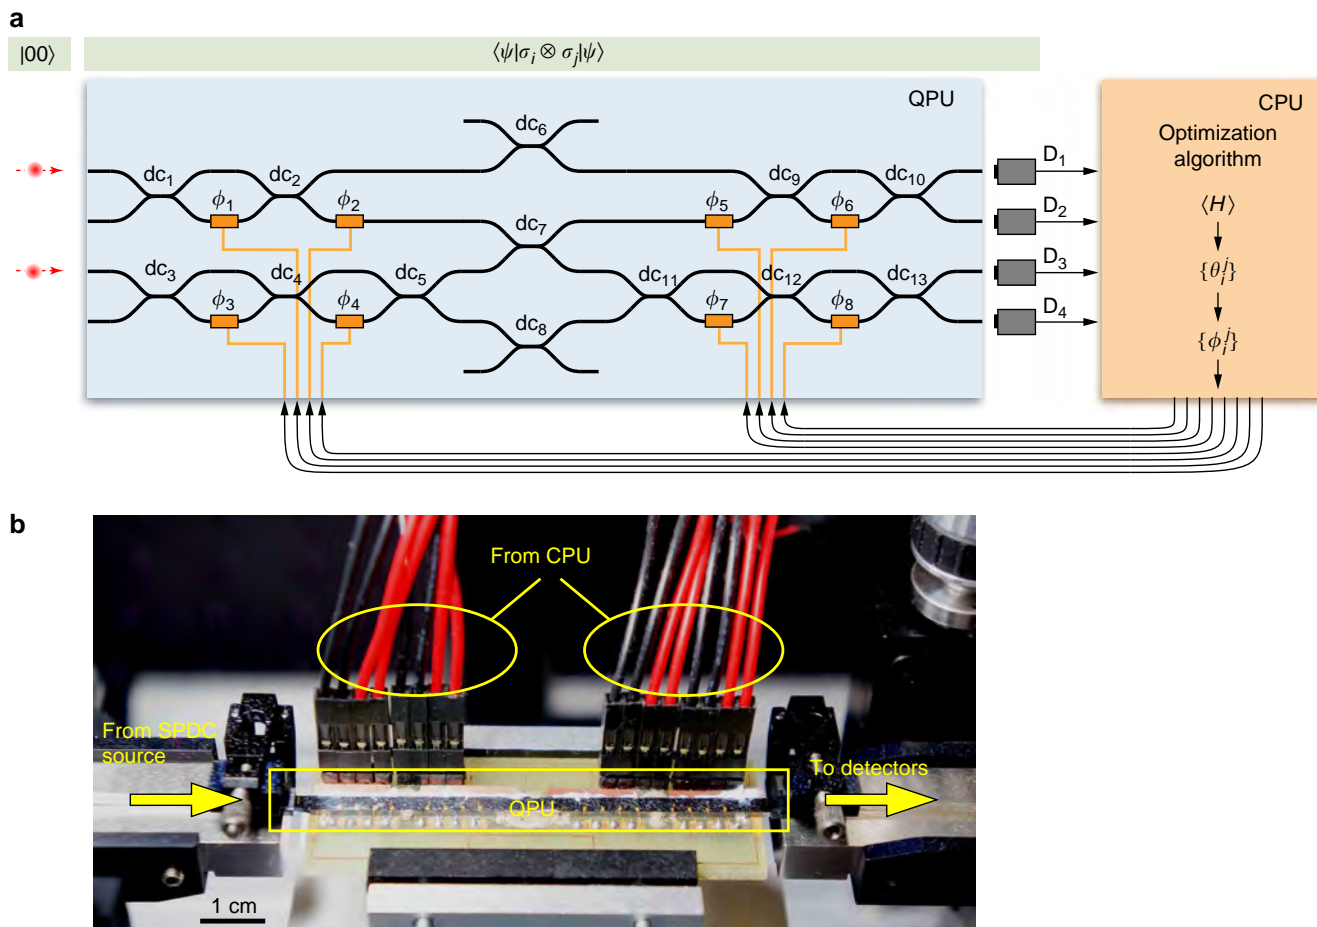 a
|00⟩
⟨ψ|σᵢ ⊗ σⱼ|ψ⟩
QPU
CPU
dc₆
Optimization
algorithm
D₁
dc₁
dc₂
dc₉
dc₁₀
ϕ₁
ϕ₂
ϕ₅
ϕ₆
D₂
⟨H⟩
dc₇
D₃
dc₃
dc₄
dc₅
dc₁₁
dc₁₂
dc₁₃
{θᵢʲ}
ϕ₃
ϕ₄
ϕ₇
ϕ₈
D₄
dc₈
{ϕᵢʲ}
b
From CPU
From SPDC
source
To detectors
QPU
1 cm